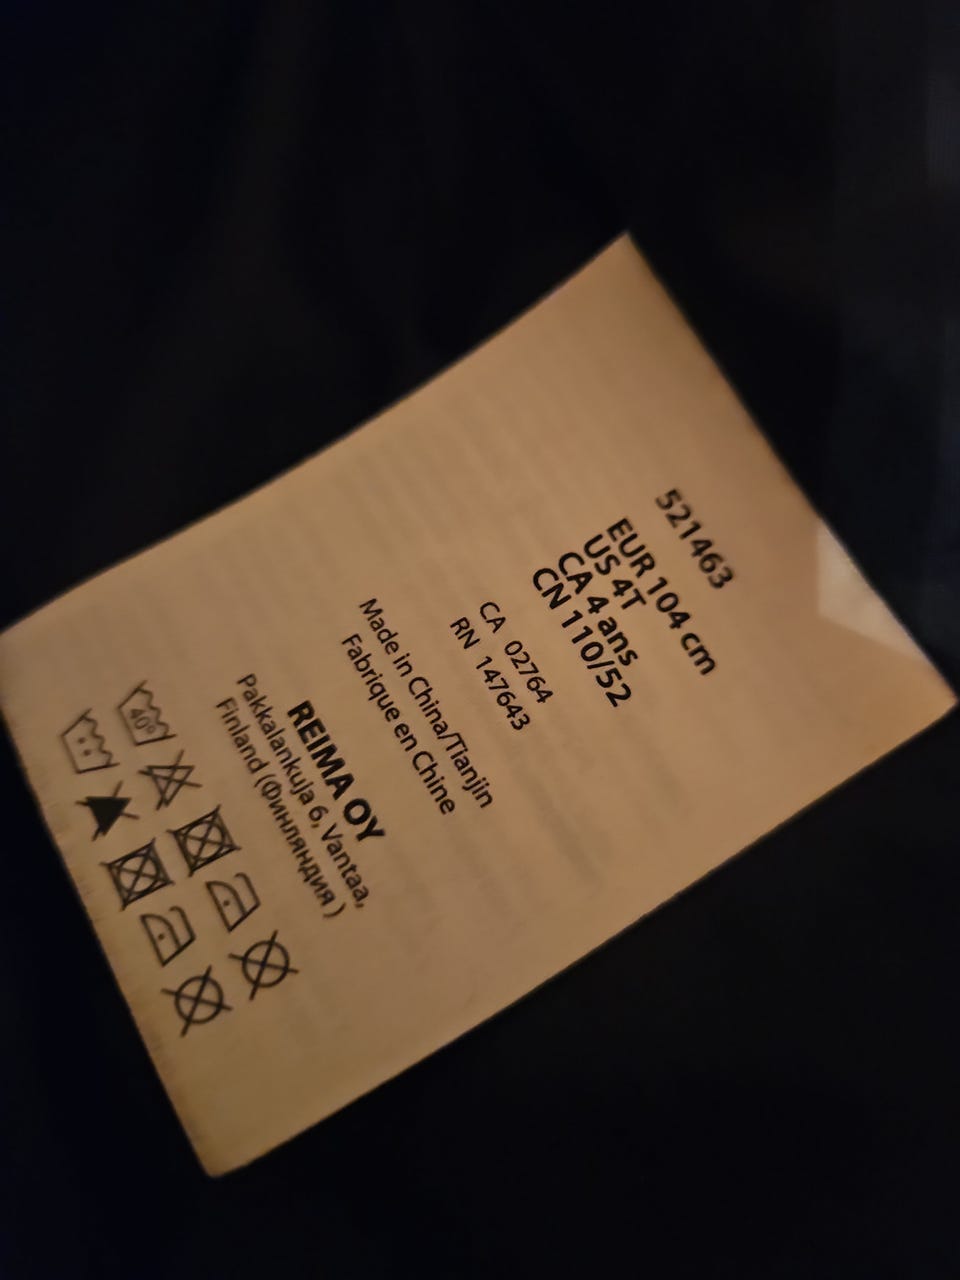 521463
EUR 104 cm
US 4T
CA 4 ans
CN 110/52
CA 02764
RN 147643
Made in China/Tianjin
Fabrique en Chine
REIMA OY
Pakkalankuja 6, Vantaa,
Finland (Финляндия )
40°